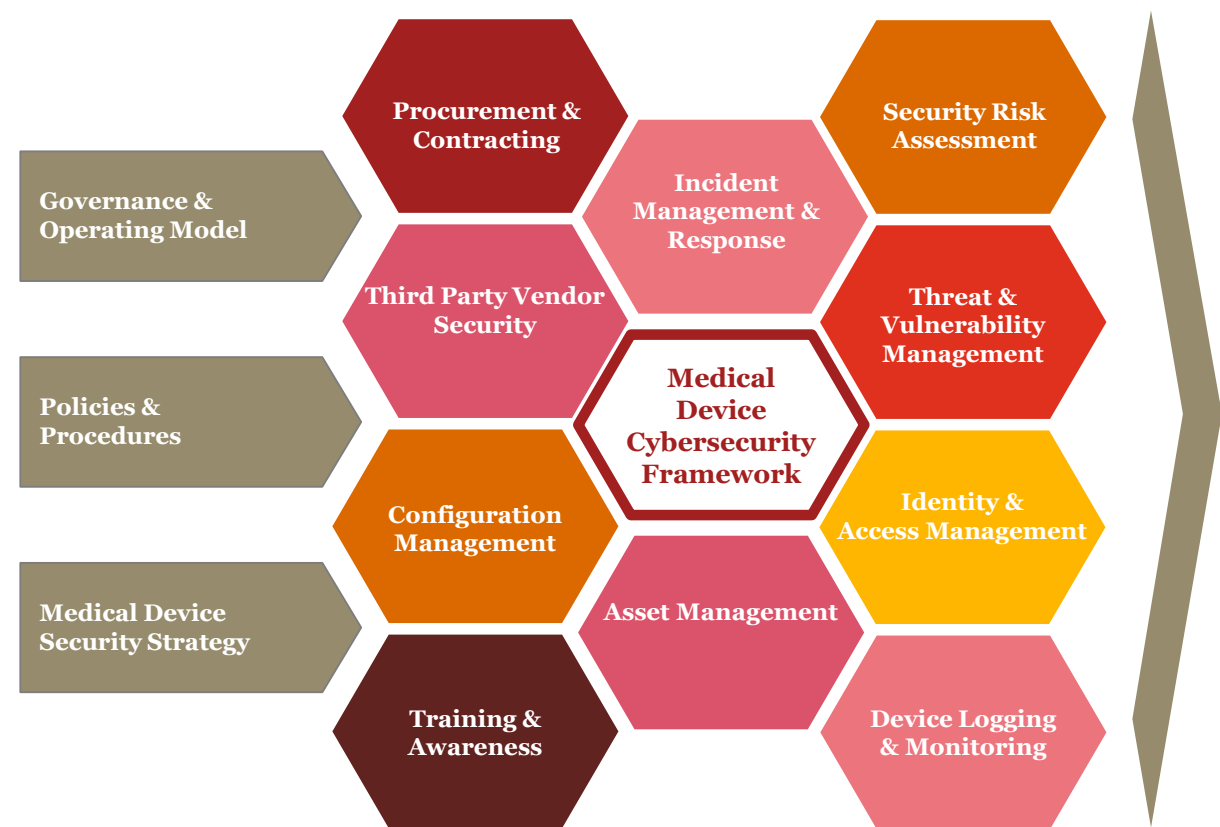 Governance &
Operating Model
Policies &
Procedures
Medical Device
Security Strategy
Procurement &
Contracting
Third Party Vendor
Security
Configuration
Management
Training &
Awareness
Incident
Management &
Response
Medical
Device
Cybersecurity
Framework
Asset Management
Security Risk
Assessment
Threat &
Vulnerability
Management
Identity &
Access Management
Device Logging
& Monitoring